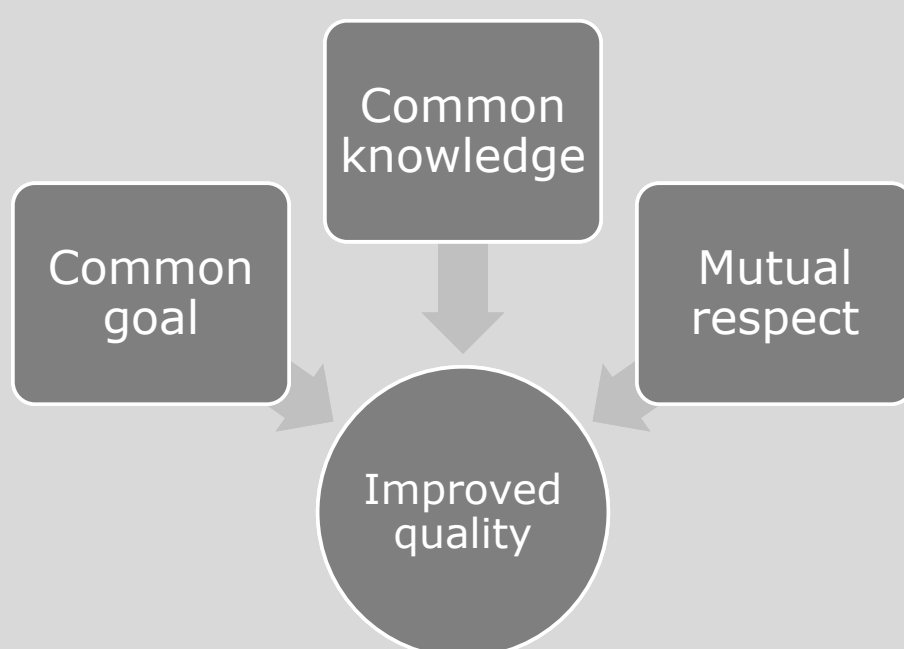 Common
knowledge
Common
goal
Mutual
respect
Improved
quality